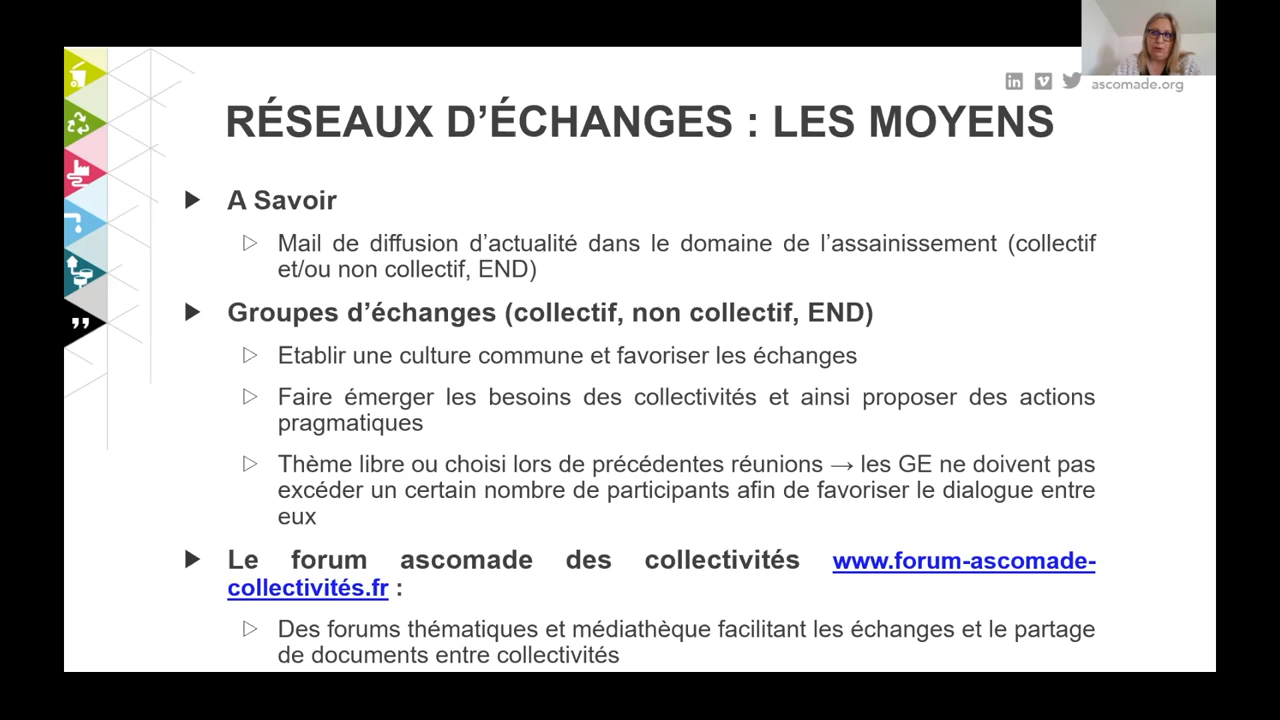 ascomade.org
RÉSEAUX D’ÉCHANGES : LES MOYENS
A Savoir
Mail de diffusion d’actualité dans le domaine de l’assainissement (collectif
et/ou non collectif, END)
Groupes d’échanges (collectif, non collectif, END)
Etablir une culture commune et favoriser les échanges
Faire émerger les besoins des collectivités et ainsi proposer des actions
pragmatiques
Thème libre ou choisi lors de précédentes réunions → les GE ne doivent pas
excéder un certain nombre de participants afin de favoriser le dialogue entre
eux
Le forum ascomade des collectivités www.forum-ascomade-
collectivités.fr :
Des forums thématiques et médiathèque facilitant les échanges et le partage
de documents entre collectivités